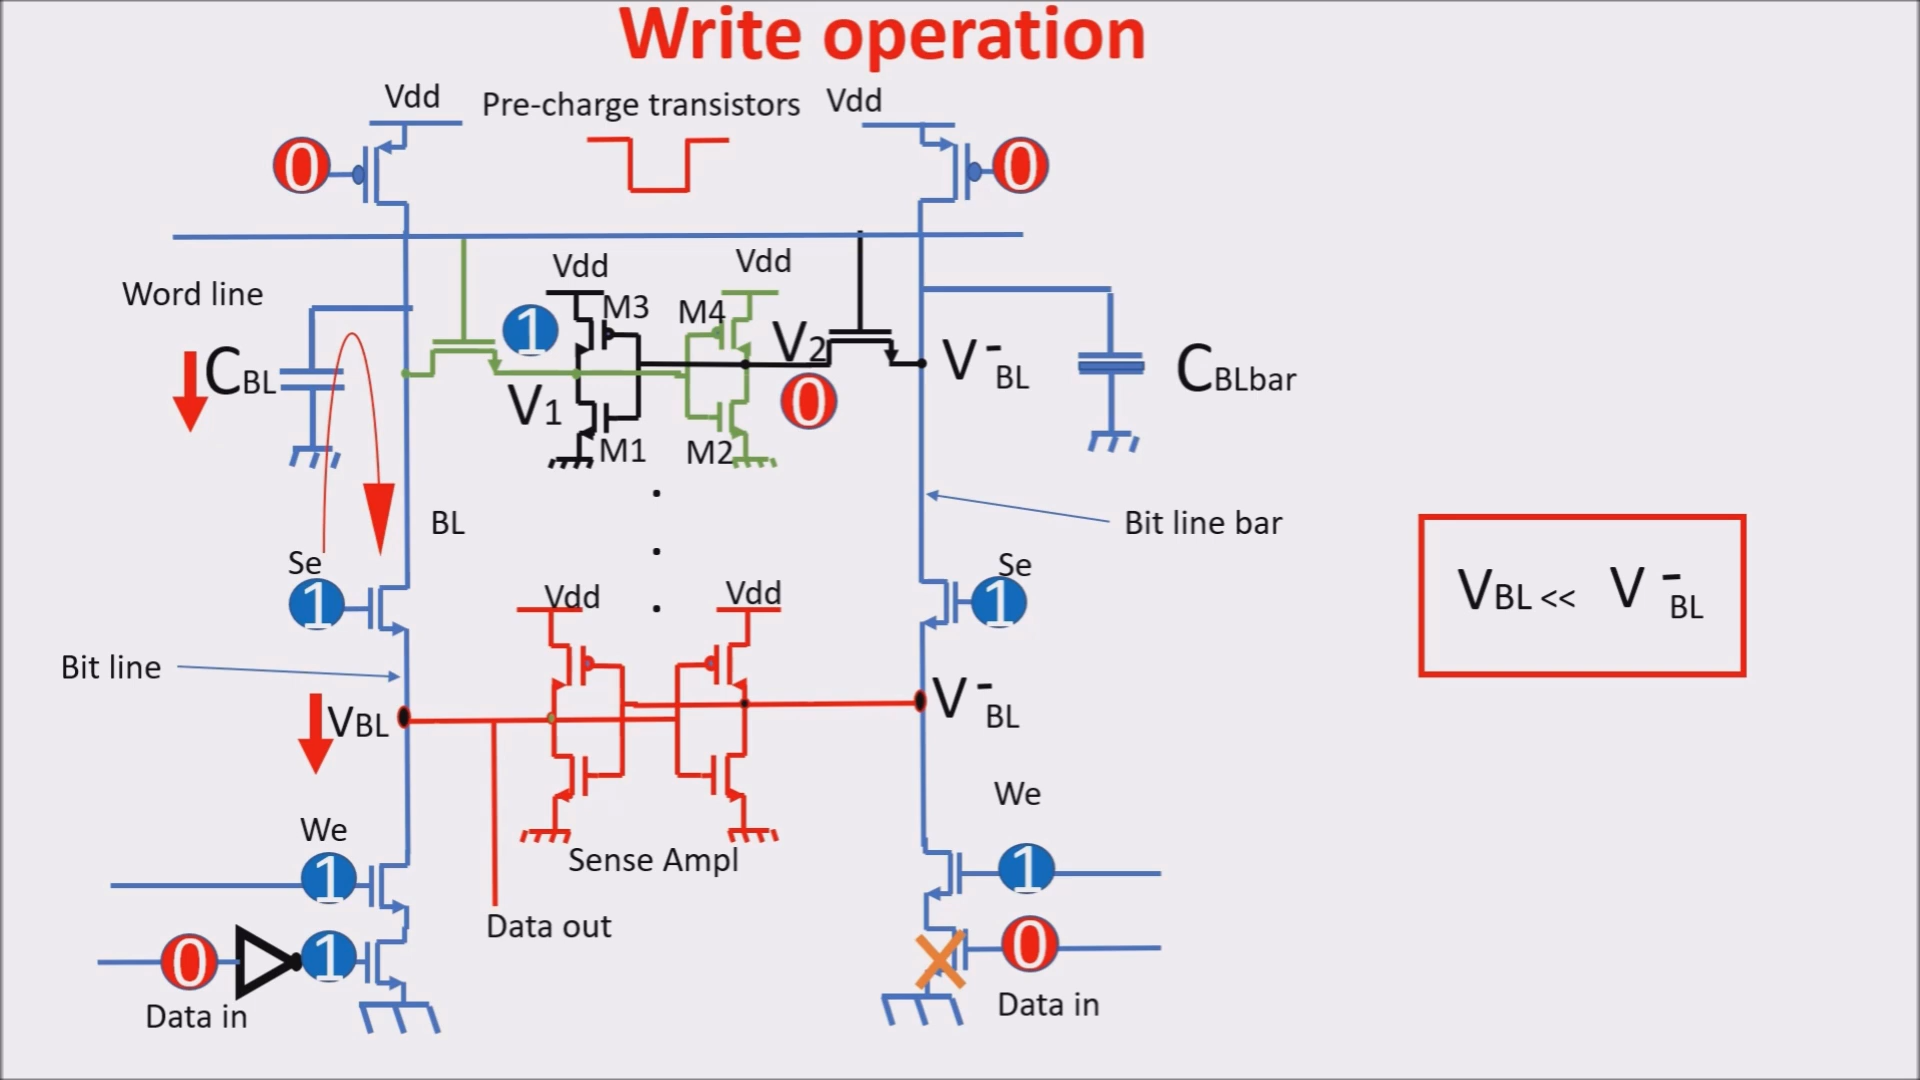 Write operation
Vdd
Pre-charge transistors
Vdd
0
0
Vdd
Vdd
Word line
1
M3
M4
V2
V1
0
CBL
V-BL
CBLbar
M1
M2
BL
Bit line bar
Se
1
Se
1
Vdd
Vdd
VBL << V-BL
Bit line
VBL
V-BL
We
We
1
1
Sense Ampl
Data out
0
1
0
Data in
Data in